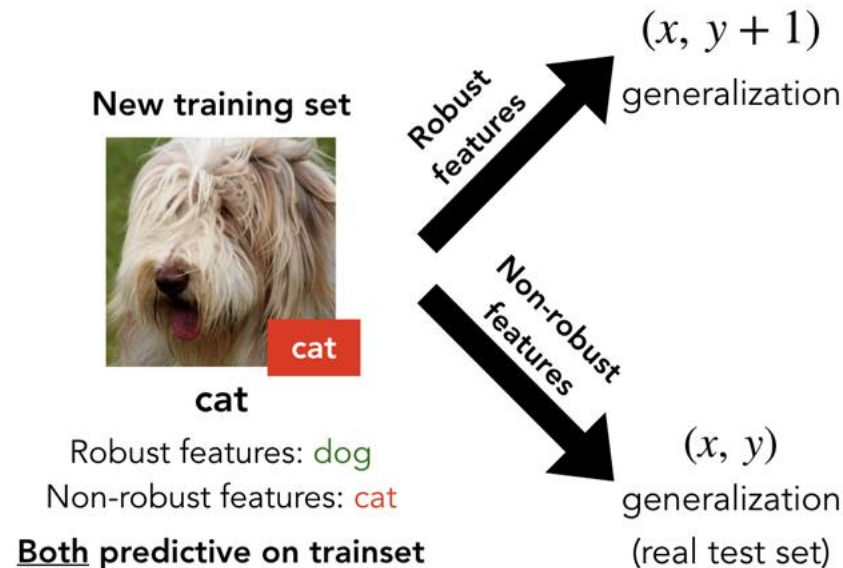 New training set
cat
cat
Robust features: dog
Non-robust features: cat
Both predictive on trainset
Robust
features
(x, y + 1)
generalization
Non-robust
features
(x, y)
generalization
(real test set)